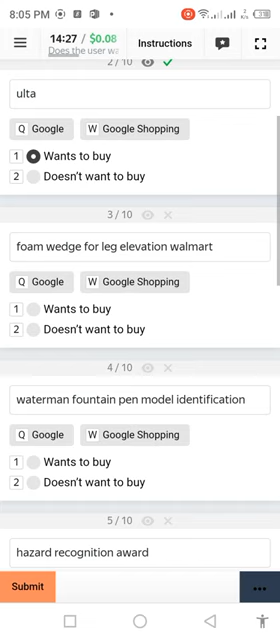 8:05 PM
14:27 / $0.08
Does the user wa
Instructions
2 / 10
ulta
Q Google
W Google Shopping
1 Wants to buy
2 Doesn't want to buy
3 / 10
foam wedge for leg elevation walmart
Q Google
W Google Shopping
1 Wants to buy
2 Doesn't want to buy
4 / 10
waterman fountain pen model identification
Q Google
W Google Shopping
1 Wants to buy
2 Doesn't want to buy
5 / 10
hazard recognition award
Submit